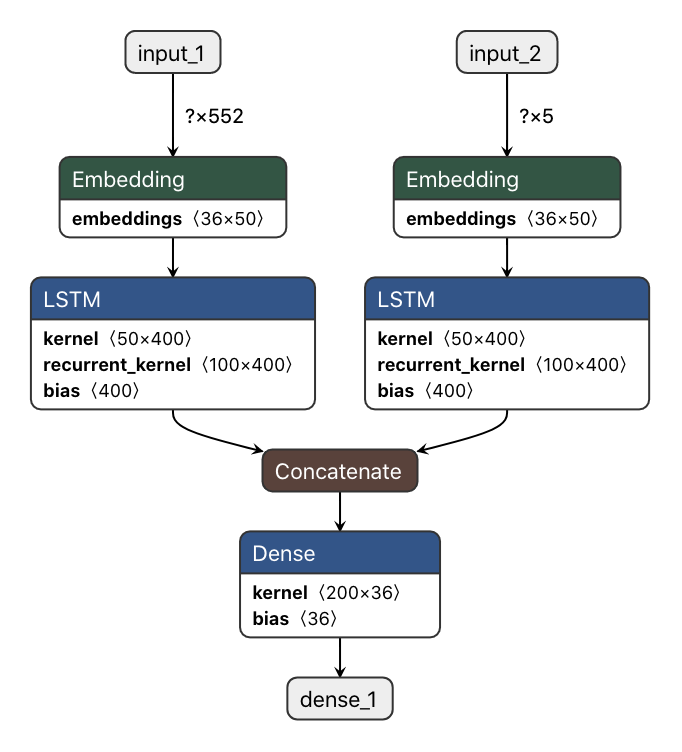 input_1
input_2
?×552
?×5
Embedding
embeddings〈36×50〉
Embedding
embeddings〈36×50〉
LSTM
kernel〈50×400〉
recurrent_kernel〈100×400〉
bias〈400〉
LSTM
kernel〈50×400〉
recurrent_kernel〈100×400〉
bias〈400〉
Concatenate
Dense
kernel〈200×36〉
bias〈36〉
dense_1